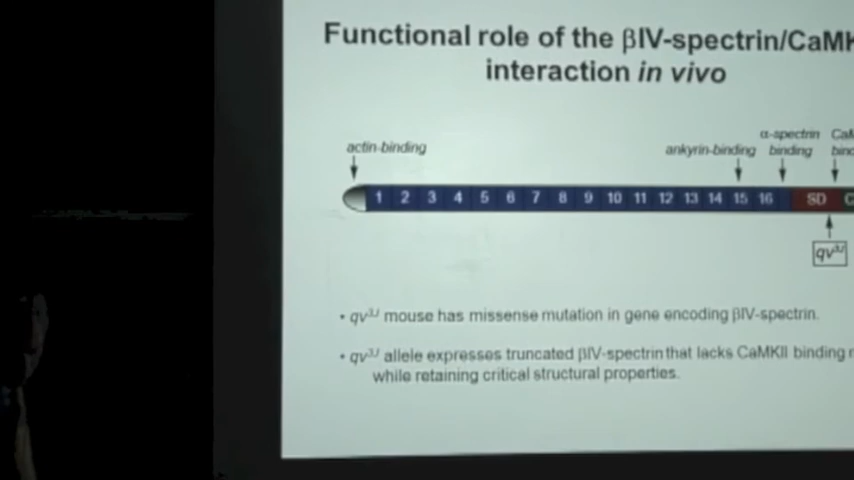 Functional role of the βIV-spectrin/CaMK
interaction in vivo
α-spectrin CaM
actin-binding ankyrin-binding binding bind
1 2 3 4 5 6 7 8 9 10 11 12 13 14 15 16 SD C
qv³ᴶ
• qv³ᴶ mouse has missense mutation in gene encoding βIV-spectrin.
• qv³ᴶ allele expresses truncated βIV-spectrin that lacks CaMKII binding
while retaining critical structural properties.